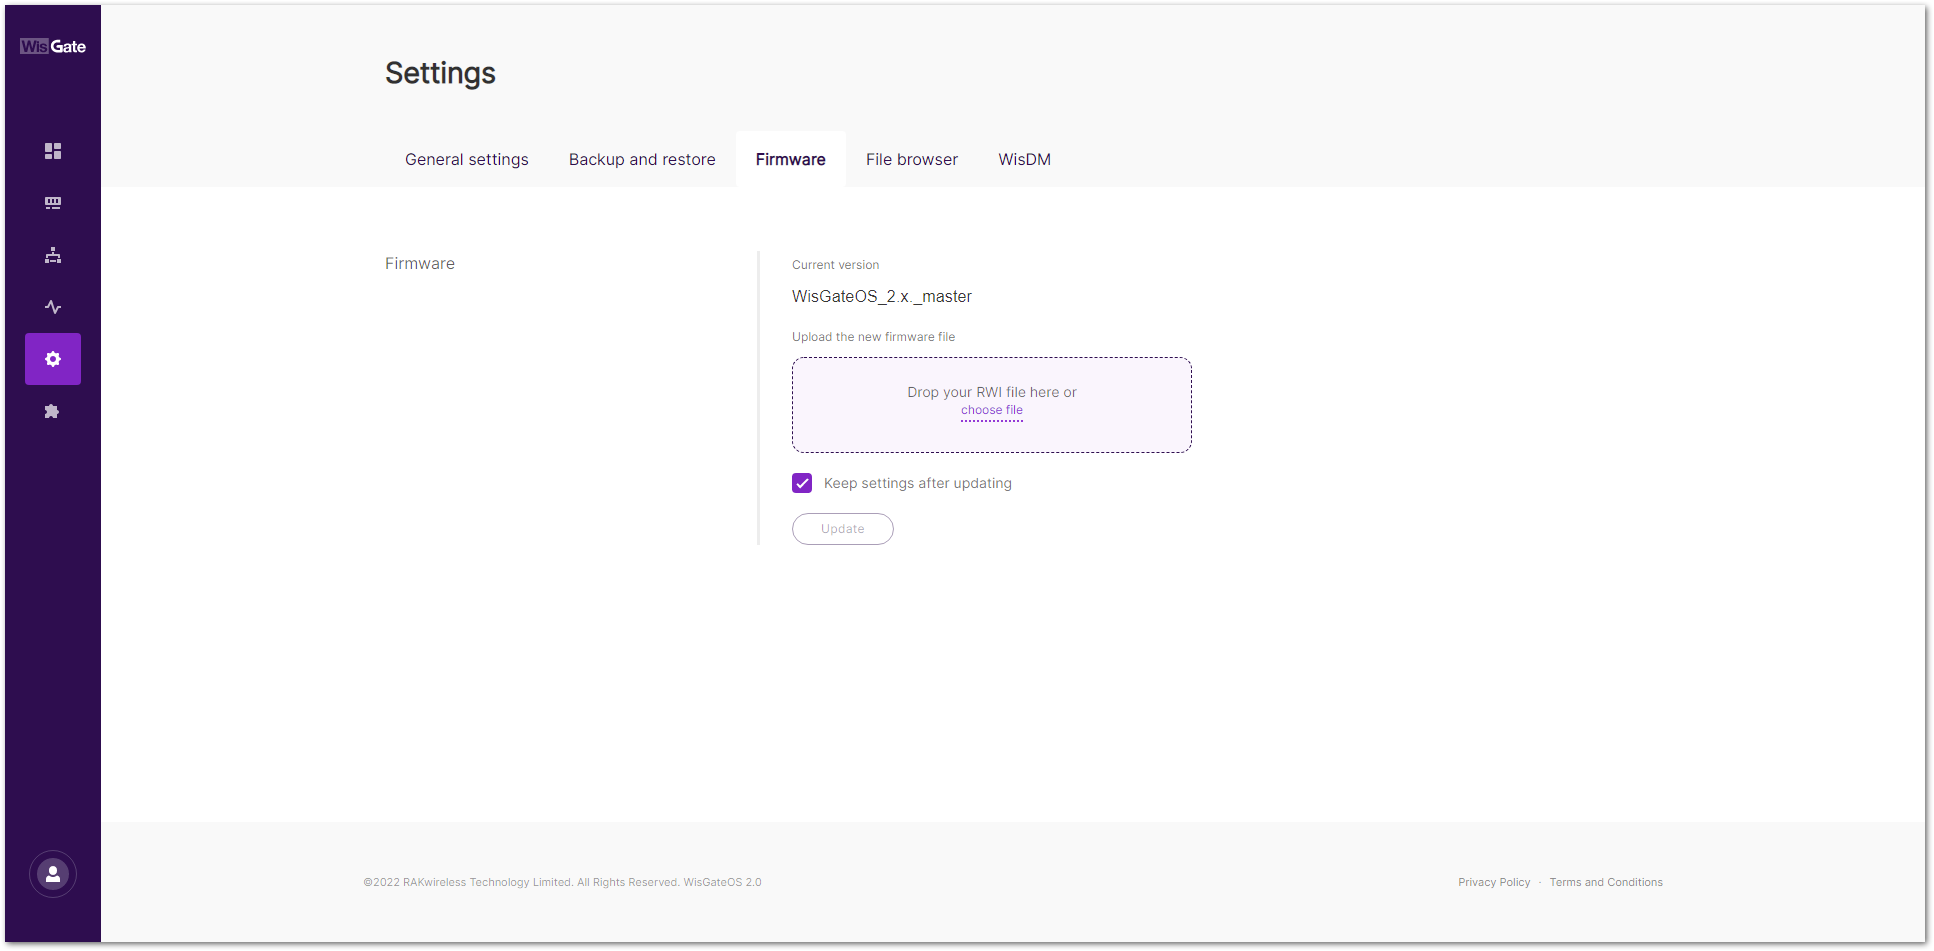 WisGate
Settings
General settings
Backup and restore
Firmware
File browser
WisDM
Firmware
Current version
WisGateOS_2.x._master
Upload the new firmware file
Drop your RWI file here or
choose file
Keep settings after updating
Update
©2022 RAKwireless Technology Limited. All Rights Reserved. WisGateOS 2.0
Privacy Policy · Terms and Conditions